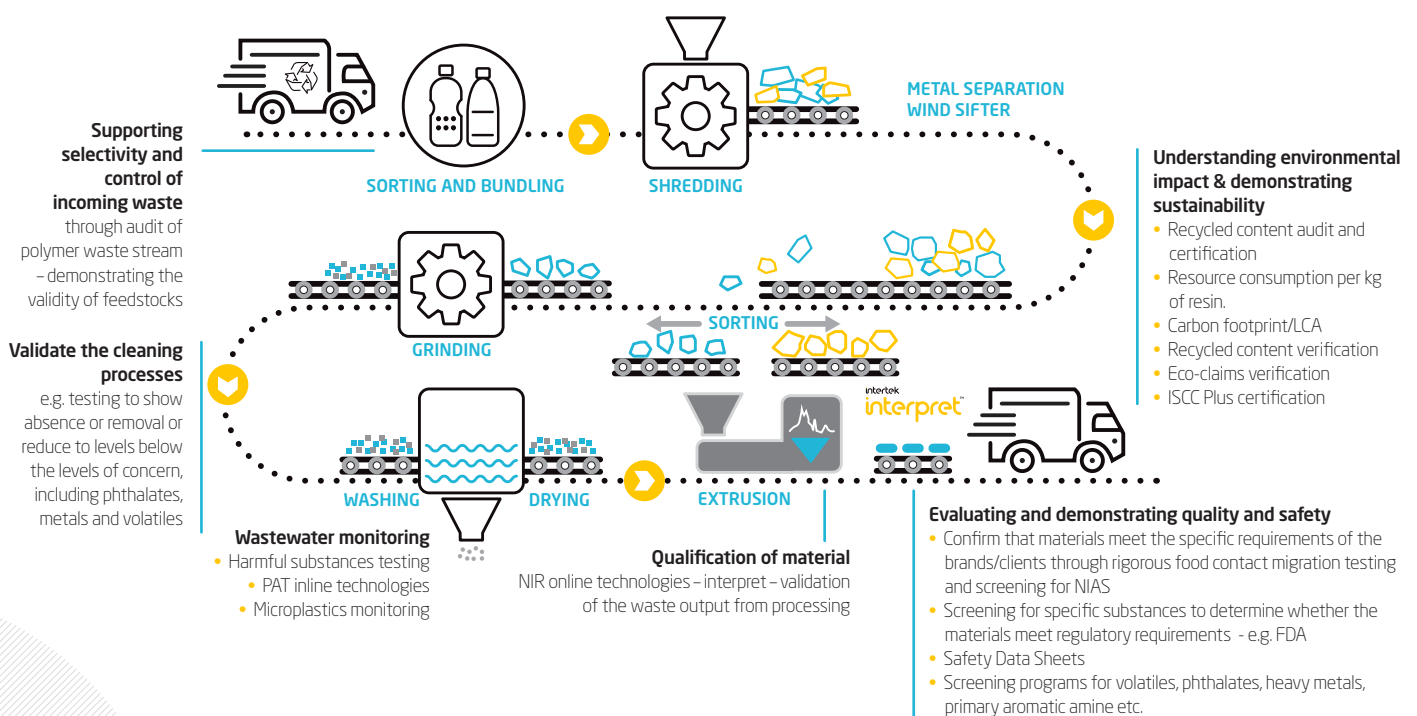 Supporting
selectivity and
control of
incoming waste
through audit of
polymer waste stream
– demonstrating the
validity of feedstocks
SORTING AND BUNDLING
SHREDDING
METAL SEPARATION
WIND SIFTER
Understanding environmental
impact & demonstrating
sustainability
• Recycled content audit and
certification
• Resource consumption per kg
of resin.
• Carbon footprint/LCA
• Recycled content verification
• Eco-claims verification
• ISCC Plus certification
SORTING
GRINDING
Validate the cleaning
processes
e.g. testing to show
absence or removal or
reduce to levels below
the levels of concern,
including phthalates,
metals and volatiles
WASHING
DRYING
Wastewater monitoring
• Harmful substances testing
• PAT inline technologies
• Microplastics monitoring
EXTRUSION
intertek
interpret™
Qualification of material
NIR online technologies – interpret – validation
of the waste output from processing
Evaluating and demonstrating quality and safety
• Confirm that materials meet the specific requirements of the
brands/clients through rigorous food contact migration testing
and screening for NIAS
• Screening for specific substances to determine whether the
materials meet regulatory requirements - e.g. FDA
• Safety Data Sheets
• Screening programs for volatiles, phthalates, heavy metals,
primary aromatic amine etc.